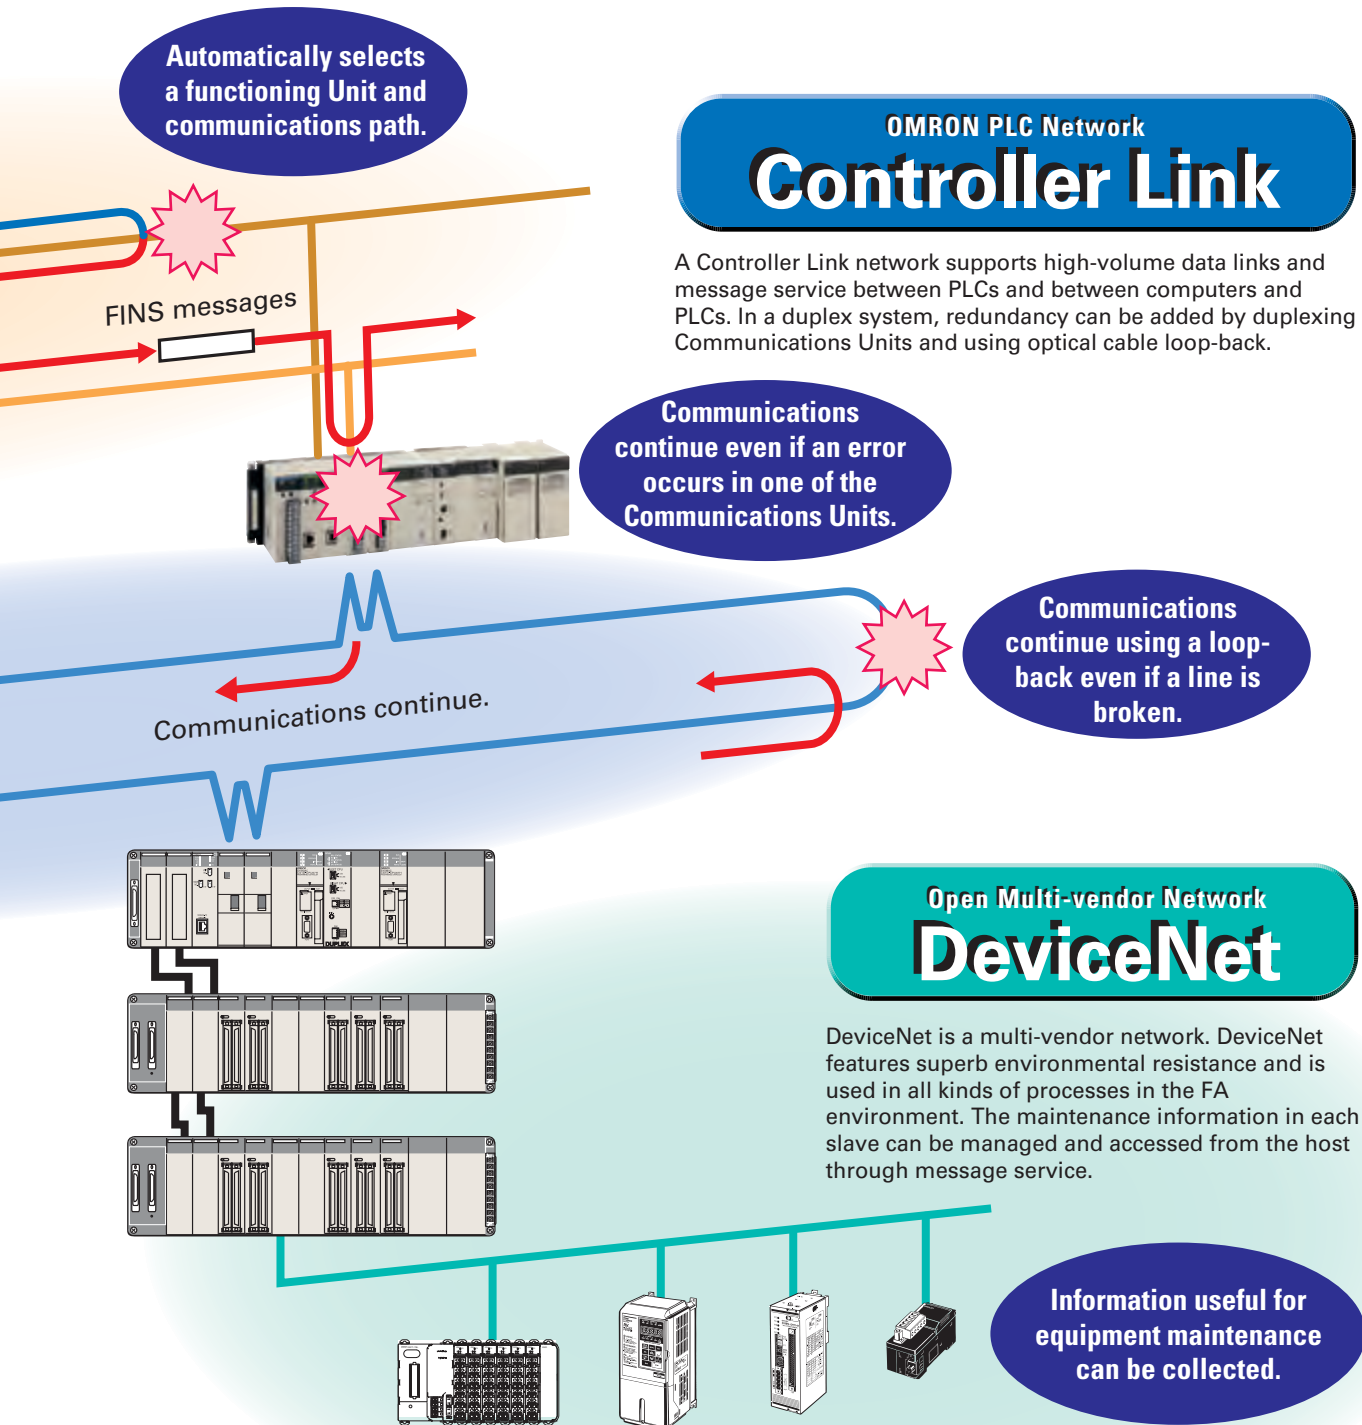 Automatically selects
a functioning Unit and
communications path.
OMRON PLC Network
Controller Link
A Controller Link network supports high-volume data links and
message service between PLCs and between computers and
PLCs. In a duplex system, redundancy can be added by duplexing
Communications Units and using optical cable loop-back.
FINS messages
Communications
continue even if an error
occurs in one of the
Communications Units.
Communications
continue using a loop-
back even if a line is
broken.
Communications continue.
DUPLEX
Open Multi-vendor Network
DeviceNet
DeviceNet is a multi-vendor network. DeviceNet
features superb environmental resistance and is
used in all kinds of processes in the FA
environment. The maintenance information in each
slave can be managed and accessed from the host
through message service.
Information useful for
equipment maintenance
can be collected.